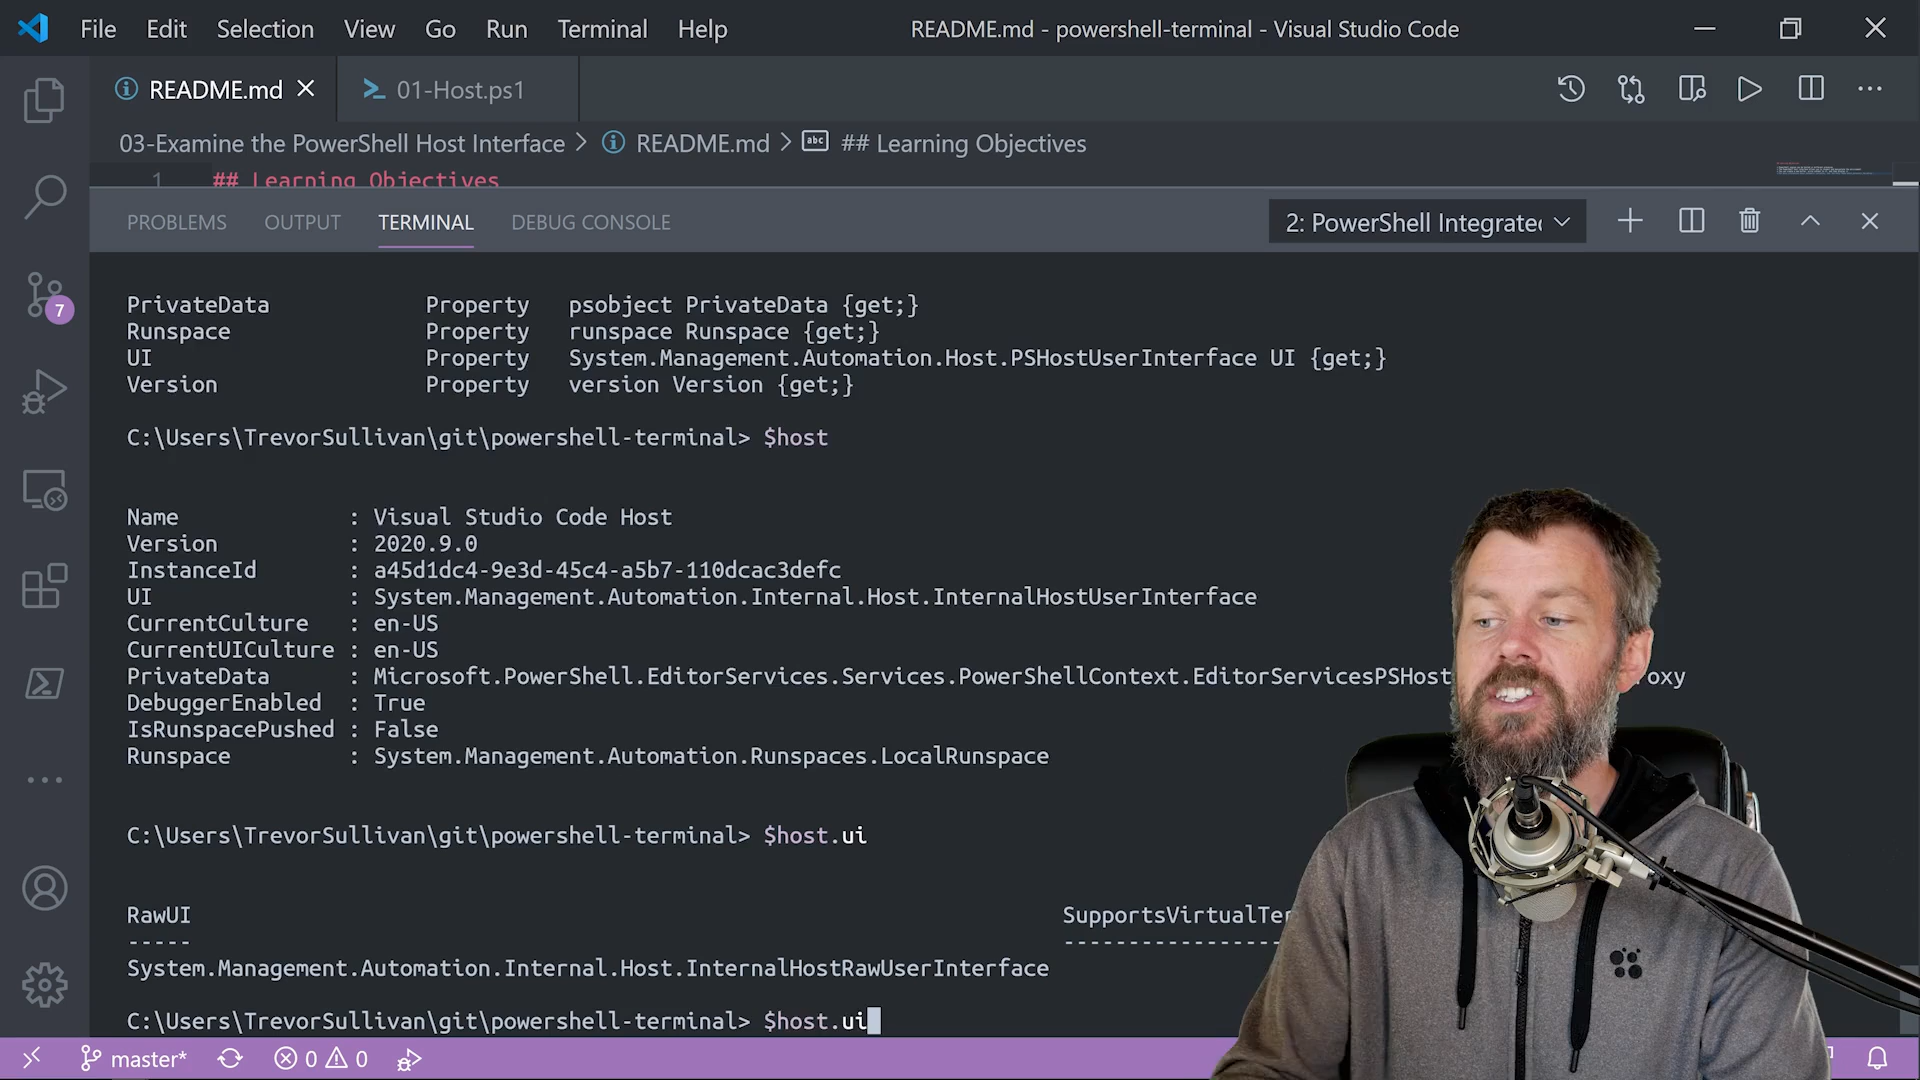 File Edit Selection View Go Run Terminal Help README.md - powershell-terminal - Visual Studio Code
README.md 01-Host.ps1
03-Examine the PowerShell Host Interface > README.md > abc ## Learning Objectives
1 ## Learning Objectives
PROBLEMS OUTPUT TERMINAL DEBUG CONSOLE 2: PowerShell Integrated
PrivateData Property psobject PrivateData {get;}
Runspace Property runspace Runspace {get;}
UI Property System.Management.Automation.Host.PSHostUserInterface UI {get;}
Version Property version Version {get;}
C:\Users\TrevorSullivan\git\powershell-terminal> $host
Name : Visual Studio Code Host
Version : 2020.9.0
InstanceId : a45d1dc4-9e3d-45c4-a5b7-110dcac3defc
UI : System.Management.Automation.Internal.Host.InternalHostUserInterface
CurrentCulture : en-US
CurrentUICulture : en-US
PrivateData : Microsoft.PowerShell.EditorServices.Services.PowerShellContext.EditorServicesPSHost
DebuggerEnabled : True
IsRunspacePushed : False
Runspace : System.Management.Automation.Runspaces.LocalRunspace
C:\Users\TrevorSullivan\git\powershell-terminal> $host.ui
RawUI SupportsVirtualTer
----- -----------------
System.Management.Automation.Internal.Host.InternalHostRawUserInterface
C:\Users\TrevorSullivan\git\powershell-terminal> $host.ui
7
master* 0 0